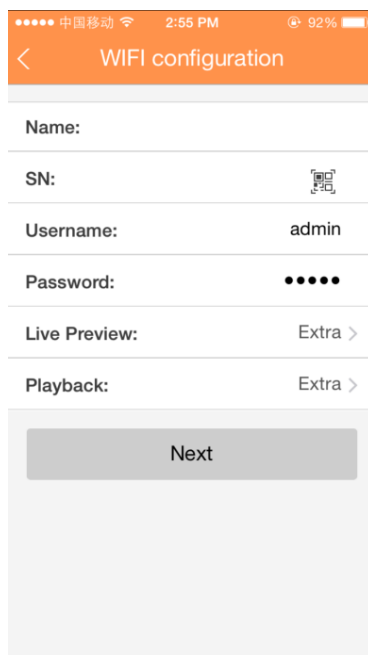 中国移动 2:55 PM 92%
WIFI configuration
Name:
SN:
Username: admin
Password: •••••
Live Preview: Extra
Playback: Extra
Next